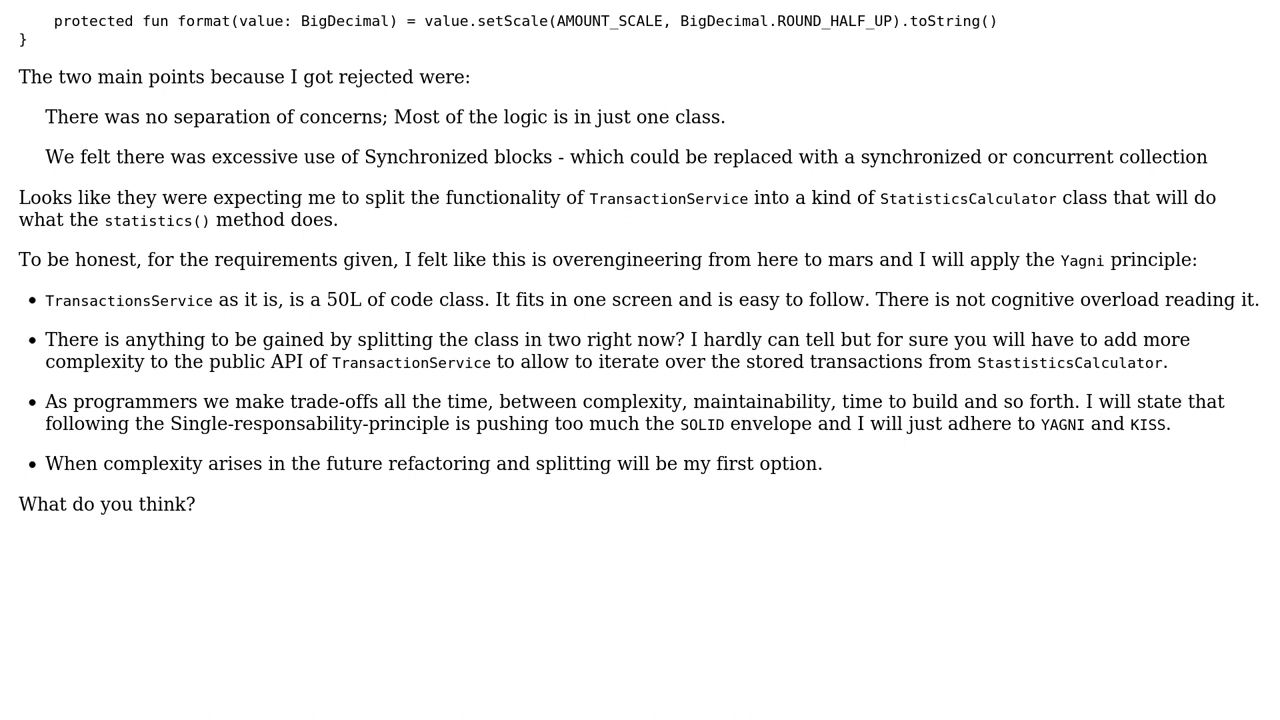 protected fun format(value: BigDecimal) = value.setScale(AMOUNT_SCALE, BigDecimal.ROUND_HALF_UP).toString()
}
The two main points because I got rejected were:
There was no separation of concerns; Most of the logic is in just one class.
We felt there was excessive use of Synchronized blocks - which could be replaced with a synchronized or concurrent collection
Looks like they were expecting me to split the functionality of TransactionService into a kind of StatisticsCalculator class that will do
what the statistics() method does.
To be honest, for the requirements given, I felt like this is overengineering from here to mars and I will apply the Yagni principle:
• TransactionsService as it is, is a 50L of code class. It fits in one screen and is easy to follow. There is not cognitive overload reading it.
• There is anything to be gained by splitting the class in two right now? I hardly can tell but for sure you will have to add more
complexity to the public API of TransactionService to allow to iterate over the stored transactions from StastisticsCalculator.
• As programmers we make trade-offs all the time, between complexity, maintainability, time to build and so forth. I will state that
following the Single-responsability-principle is pushing too much the SOLID envelope and I will just adhere to YAGNI and KISS.
• When complexity arises in the future refactoring and splitting will be my first option.
What do you think?